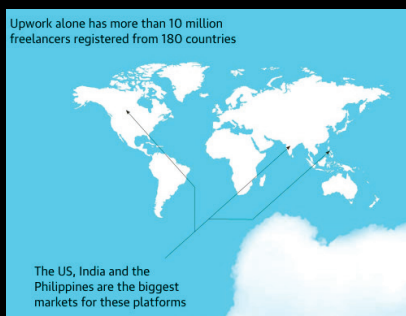 Upwork alone has more than 10 million
freelancers registered from 180 countries
The US, India and the
Philippines are the biggest
markets for these platforms